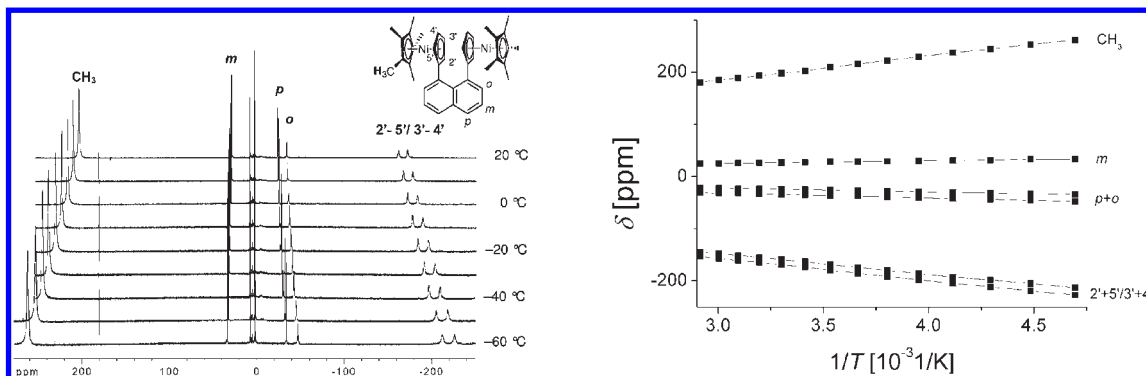 CH₃
m
p
o
4'
3'
Ni
5'
2'
Ni
H₃C
o
m
p
2'- 5'/ 3'- 4'
20 °C
0 °C
–20 °C
–40 °C
–60 °C
ppm
200
100
0
-100
-200
δ [ppm]
200
0
-200
3.0
3.5
4.0
4.5
1/T [10⁻³1/K]
CH₃
m
p+o
2'+5'/3'+4